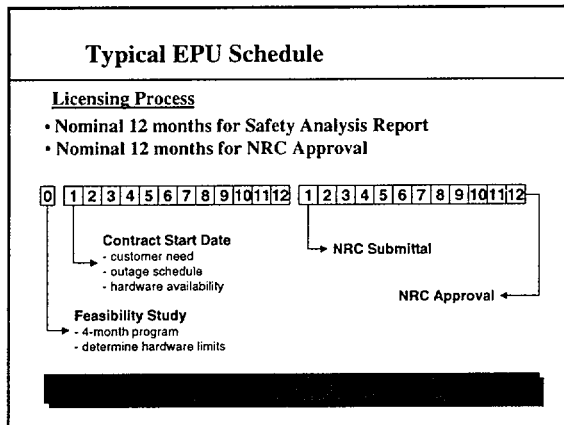 Typical EPU Schedule
Licensing Process
• Nominal 12 months for Safety Analysis Report
• Nominal 12 months for NRC Approval
0 1 2 3 4 5 6 7 8 9 10 11 12 1 2 3 4 5 6 7 8 9 10 11 12
Contract Start Date
- customer need
- outage schedule
- hardware availability
NRC Submittal
NRC Approval
Feasibility Study
- 4-month program
- determine hardware limits